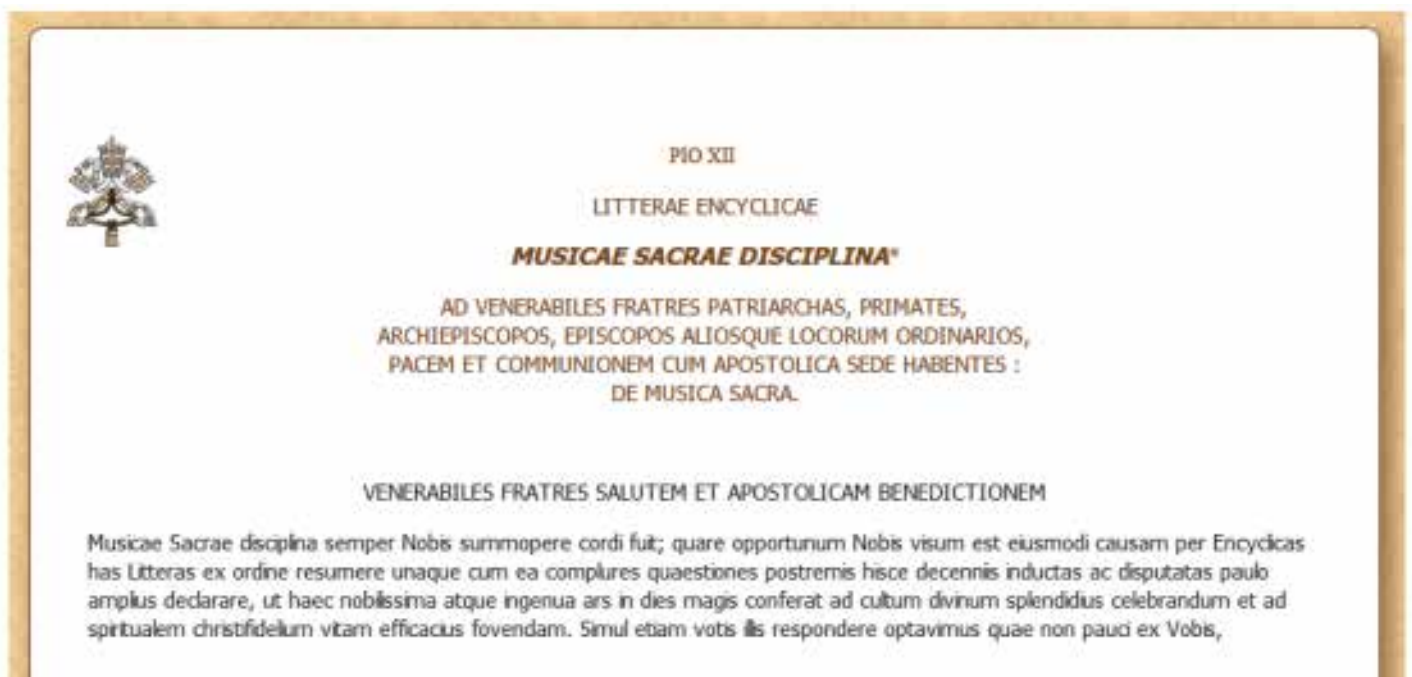 PIO XII
LITTERAE ENCYCLICAE
MUSICAE SACRAE DISCIPLINA*
AD VENERABILES FRATRES PATRIARCHAS, PRIMATES,
ARCHIEPISCOPOS, EPISCOPOS ALIOSQUE LOCORUM ORDINARIOS,
PACEM ET COMMUNIONEM CUM APOSTOLICA SEDE HABENTES :
DE MUSICA SACRA.
VENERABILES FRATRES SALUTEM ET APOSTOLICAM BENEDICTIONEM
Musicae Sacrae disciplina semper Nobis summopere cordi fuit; quare opportunum Nobis visum est eiusmodi causam per Encyclicas
has Litteras ex ordine resumere unaque cum ea complures quaestiones postremis hisce decenniis inductas ac disputatas paulo
amplius declarare, ut haec nobilissima atque ingenua ars in dies magis conferat ad cultum divinum splendidius celebrandum et ad
spiritualem christifidelium vitam efficacius fovendam. Simul etiam votis illis respondere optavimus quae non pauci ex Vobis,